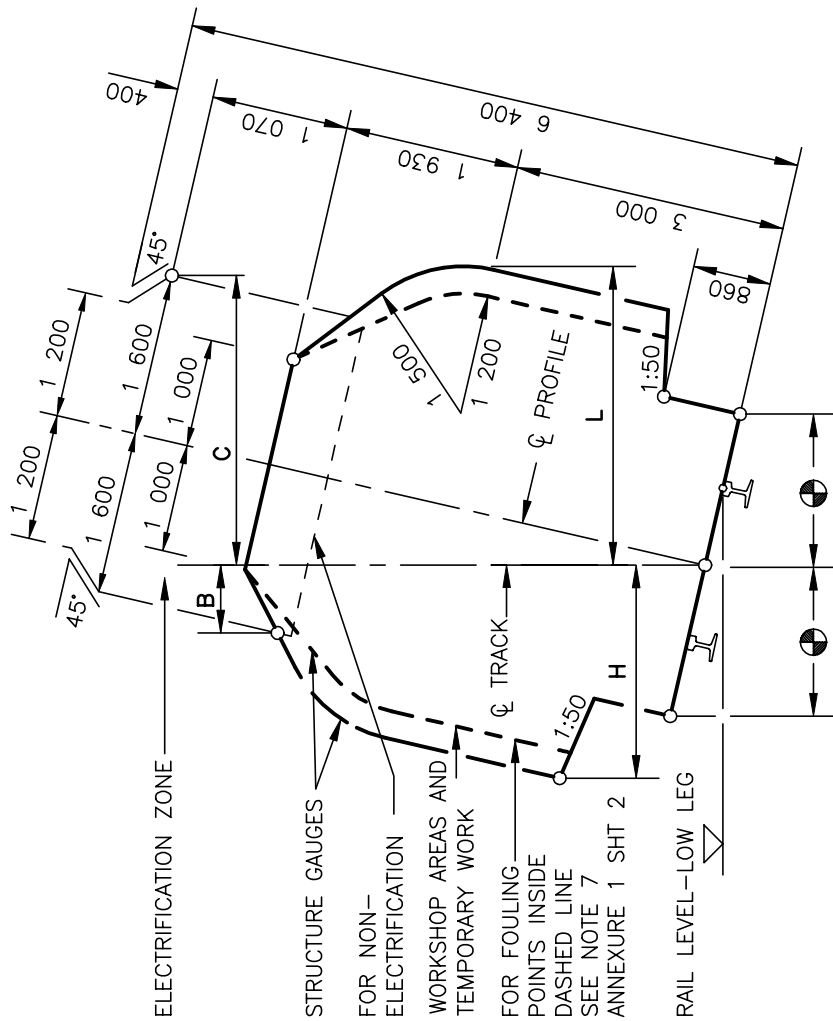 1 200
1 200
1 600
1 600
1 000
1 000
45°
45°
400
1 070
1 930
3 000
6 400
860
C
B
L
H
1 500
1 200
1:50
1:50
℄ PROFILE
℄ TRACK
ELECTRIFICATION ZONE
STRUCTURE GAUGES
FOR NON-
ELECTRIFICATION
WORKSHOP AREAS AND
TEMPORARY WORK
FOR FOULING
POINTS INSIDE
DASHED LINE
SEE NOTE 7
ANNEXURE 1 SHT 2
RAIL LEVEL-LOW LEG